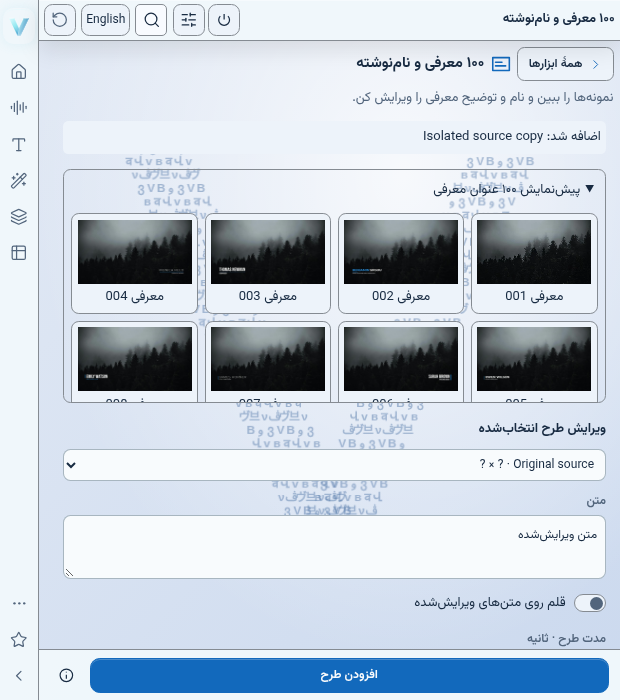 ۱۰۰ معرفی و نام‌نوشته
English
همهٔ ابزارها
۱۰۰ معرفی و نام‌نوشته
نمونه‌ها را ببین و نام و توضیح معرفی را ویرایش کن.
اضافه شد: Isolated source copy
▼ پیش‌نمایش ۱۰۰ عنوان معرفی
معرفی 001
معرفی 002
معرفی 003
معرفی 004
ویرایش طرح انتخاب‌شده
? × ? · Original source
متن
متن ویرایش‌شده
قلم روی متن‌های ویرایش‌شده
مدت طرح · ثانیه
افزودن طرح